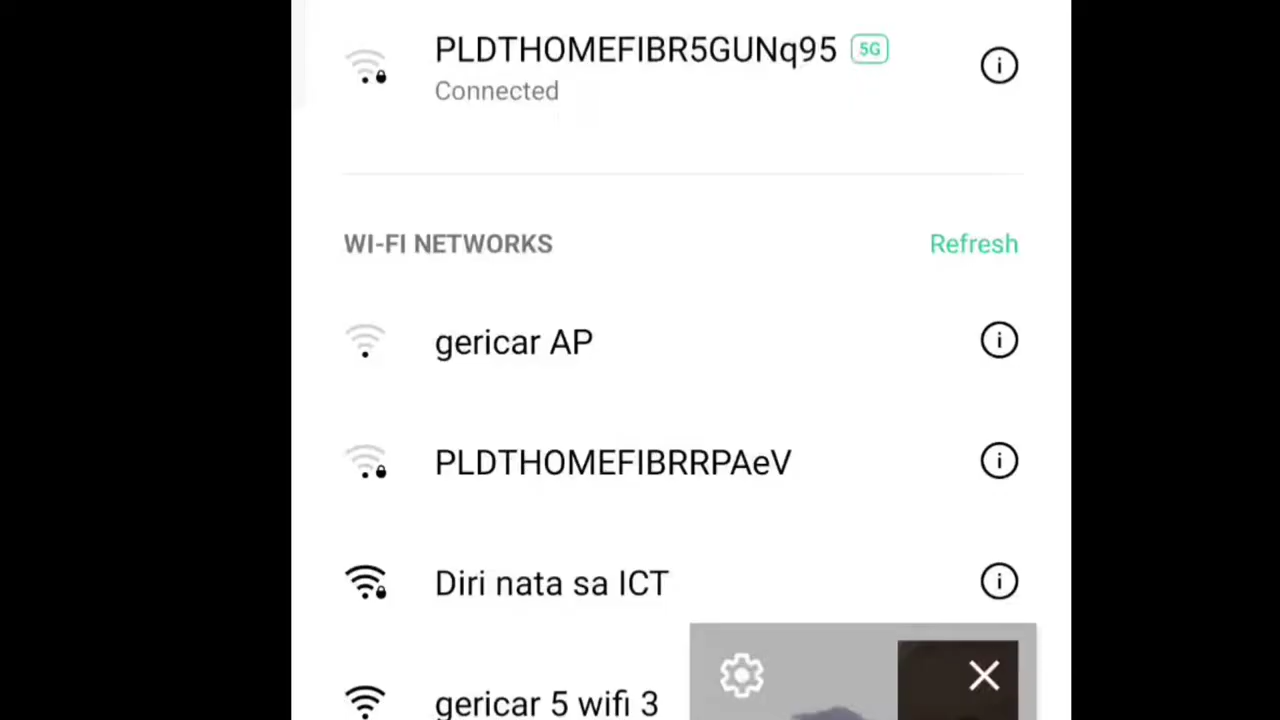 PLDTHOMEFIBR5GUNq95 5G
Connected
WI-FI NETWORKS Refresh
gericar AP
PLDTHOMEFIBRRPAeV
Diri nata sa ICT
gericar 5 wifi 3